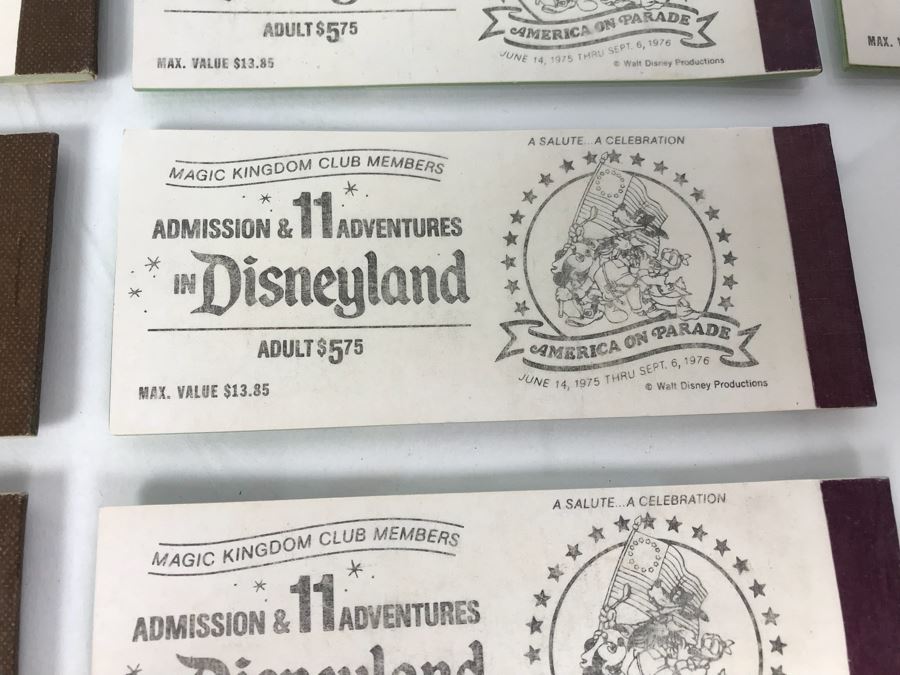 ADULT $5.75
MAX. VALUE $13.85
AMERICA ON PARADE
JUNE 14, 1975 THRU SEPT. 6, 1976
© Walt Disney Productions
MAX.
MAGIC KINGDOM CLUB MEMBERS
ADMISSION & 11 ADVENTURES
IN Disneyland
ADULT $5.75
MAX. VALUE $13.85
A SALUTE...A CELEBRATION
AMERICA ON PARADE
JUNE 14, 1975 THRU SEPT. 6, 1976
© Walt Disney Productions
MAGIC KINGDOM CLUB MEMBERS
ADMISSION & 11 ADVENTURES
Disneyland
A SALUTE...A CELEBRATION